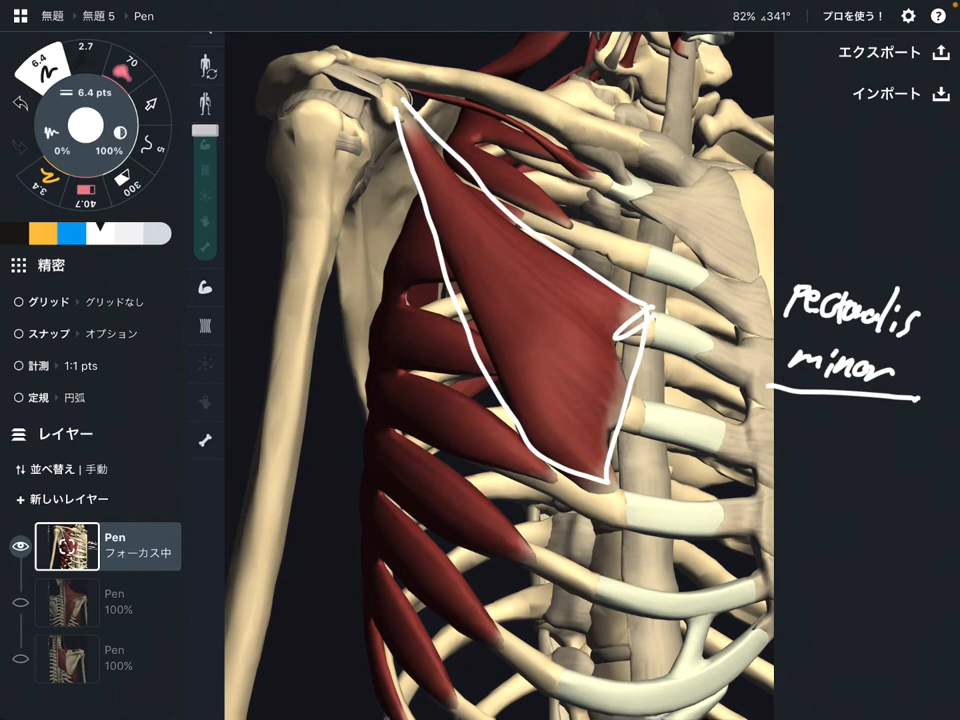 無題 無題 5 Pen
82% ⊿341° プロを使う！
エクスポート
インポート
2.7
6.4
70
6.4 pts
0% 100%
5
3.4
40.7
300
精密
グリッド グリッドなし
スナップ オプション
計測 1:1 pts
定規 円弧
レイヤー
並べ替え | 手動
+ 新しいレイヤー
Pen
フォーカス中
Pen
100%
Pen
100%
pectoralis
minor